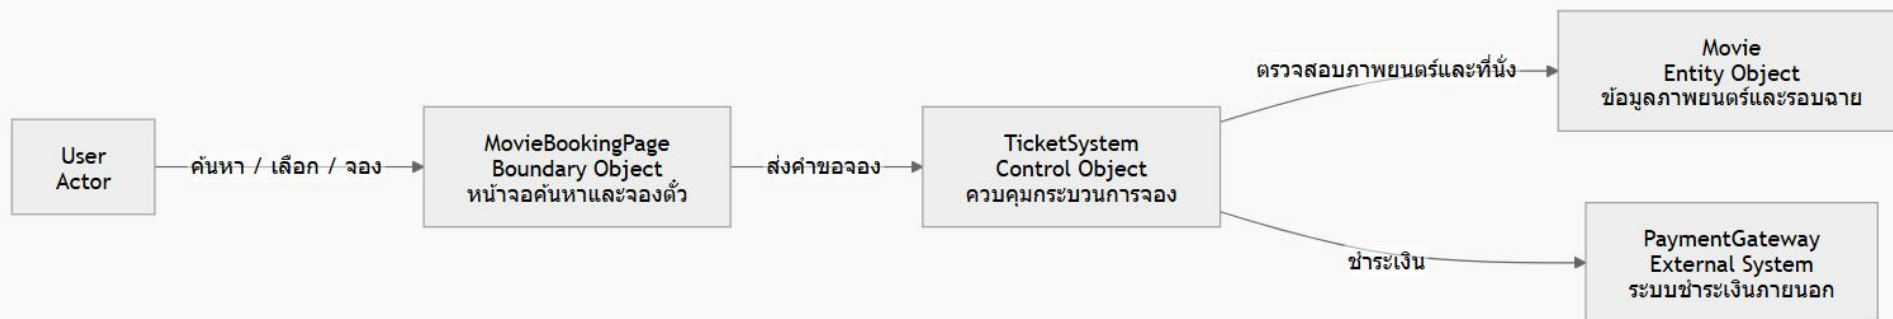 User
Actor
ค้นหา / เลือก / จอง
MovieBookingPage
Boundary Object
หน้าจอค้นหาและจองตั๋ว
ส่งคำขอจอง
TicketSystem
Control Object
ควบคุมกระบวนการจอง
ตรวจสอบภาพยนตร์และที่นั่ง
Movie
Entity Object
ข้อมูลภาพยนตร์และรอบฉาย
ชำระเงิน
PaymentGateway
External System
ระบบชำระเงินภายนอก